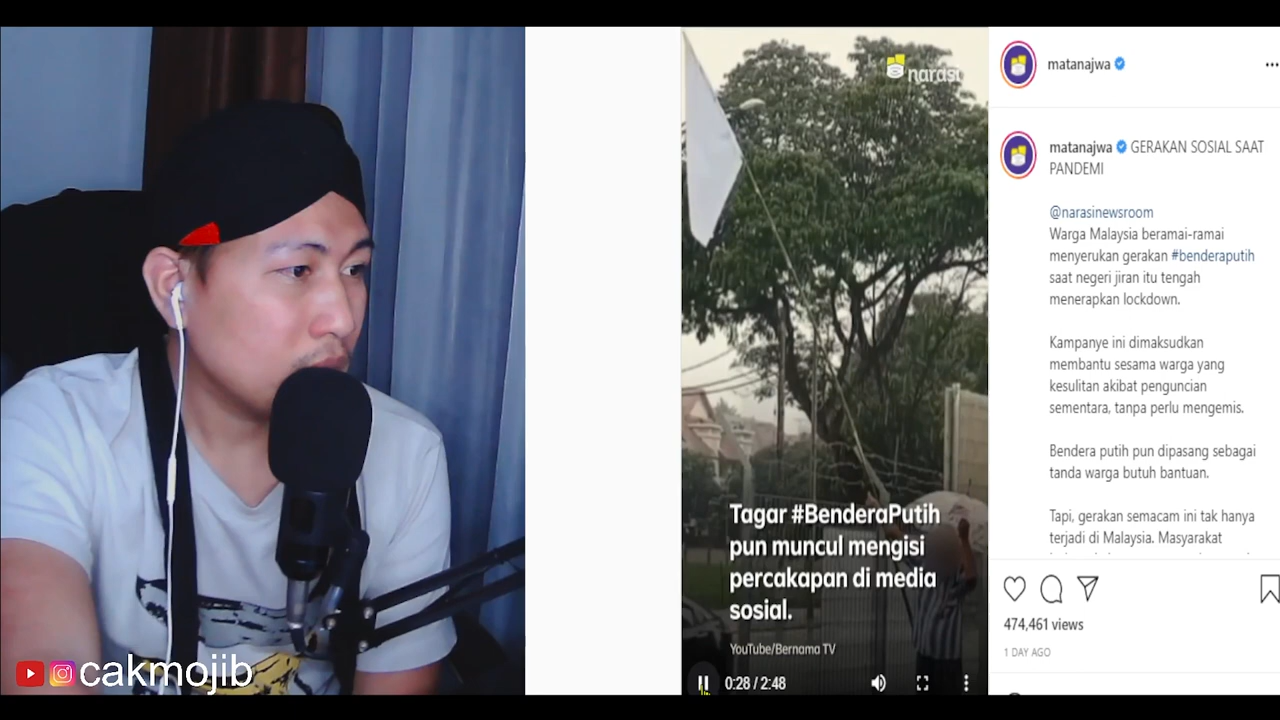 narasi
matanajwa
matanajwa GERAKAN SOSIAL SAAT
PANDEMI
@narasinewsroom
Warga Malaysia beramai-ramai
menyerukan gerakan #benderaputih
saat negeri jiran itu tengah
menerapkan lockdown.
Kampanye ini dimaksudkan
membantu sesama warga yang
kesulitan akibat penguncian
sementara, tanpa perlu mengemis.
Bendera putih pun dipasang sebagai
tanda warga butuh bantuan.
Tapi, gerakan semacam ini tak hanya
terjadi di Malaysia. Masyarakat
474,461 views
1 DAY AGO
Tagar #BenderaPutih
pun muncul mengisi
percakapan di media
sosial.
YouTube/Bernama TV
0:28 / 2:48
cakmojib